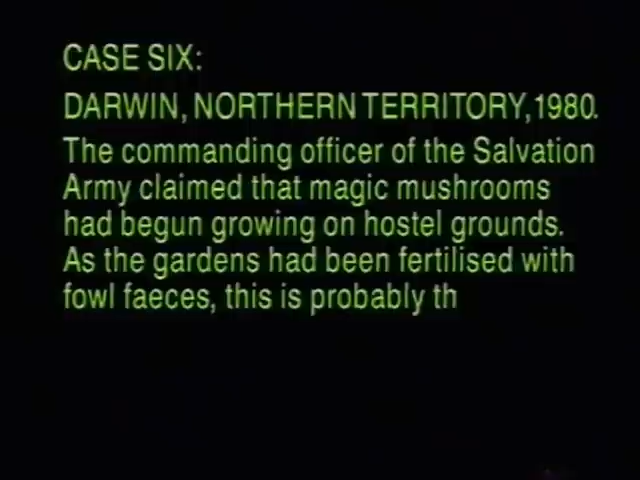 CASE SIX:
DARWIN, NORTHERN TERRITORY, 1980.
The commanding officer of the Salvation
Army claimed that magic mushrooms
had begun growing on hostel grounds.
As the gardens had been fertilised with
fowl faeces, this is probably th